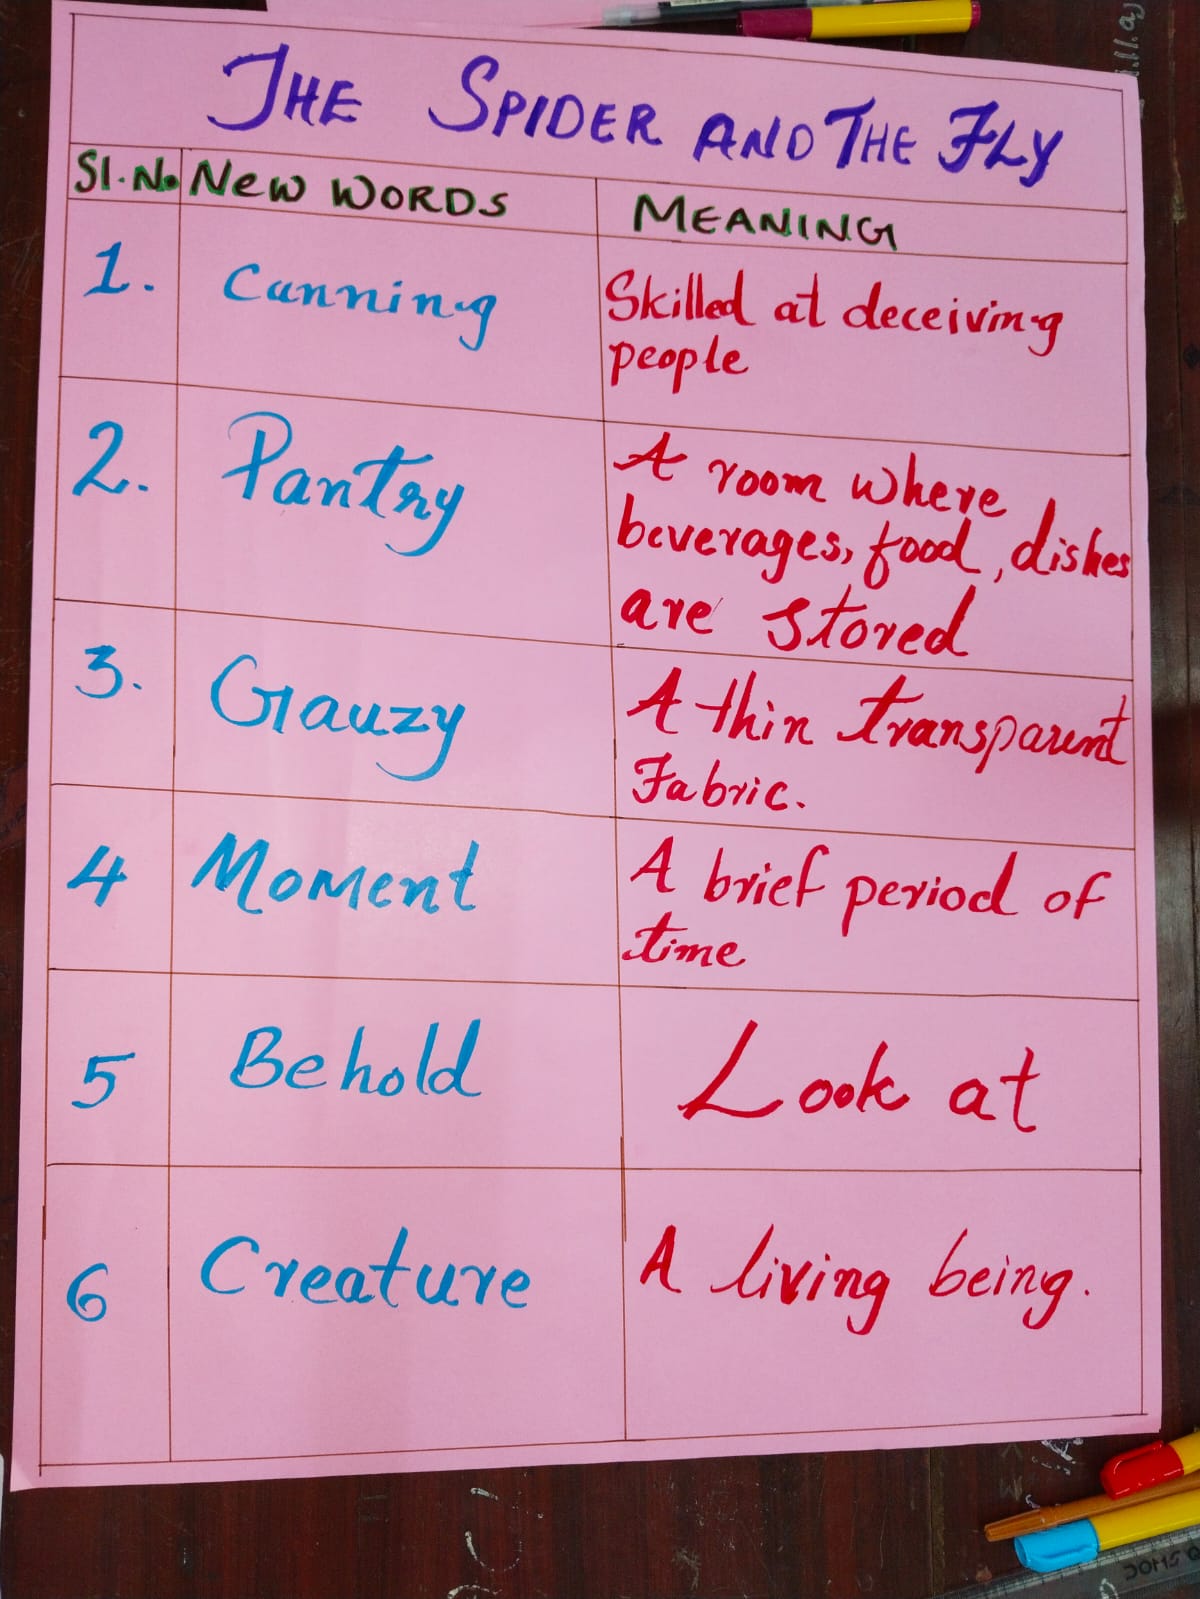 THE SPIDER AND THE FLY
Sl.No. NEW WORDS MEANING
1. Cunning Skilled at deceiving
people
2. Pantry A room where
beverages, food, dishes
are stored
3. Gauzy A thin transparent
Fabric.
4 Moment A brief period of
time
5 Behold Look at
6 Creature A living being.